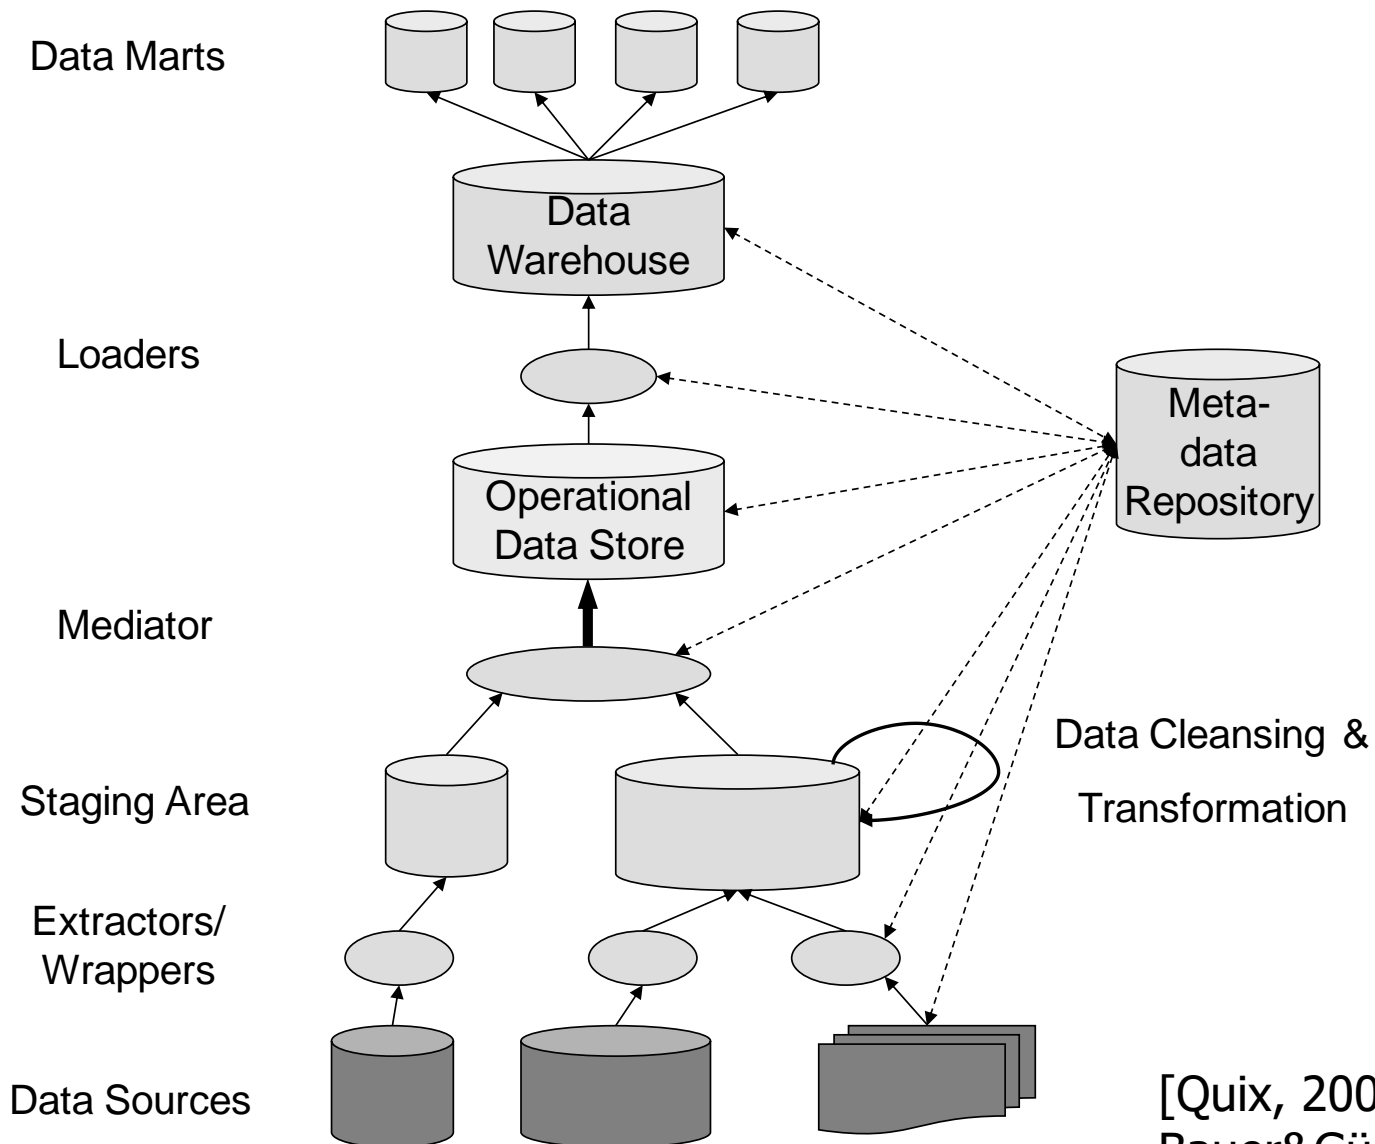 Data Marts
Data
Warehouse
Loaders
Meta-
data
Repository
Operational
Data Store
Mediator
Data Cleansing &
Transformation
Staging Area
Extractors/
Wrappers
Data Sources
[Quix,